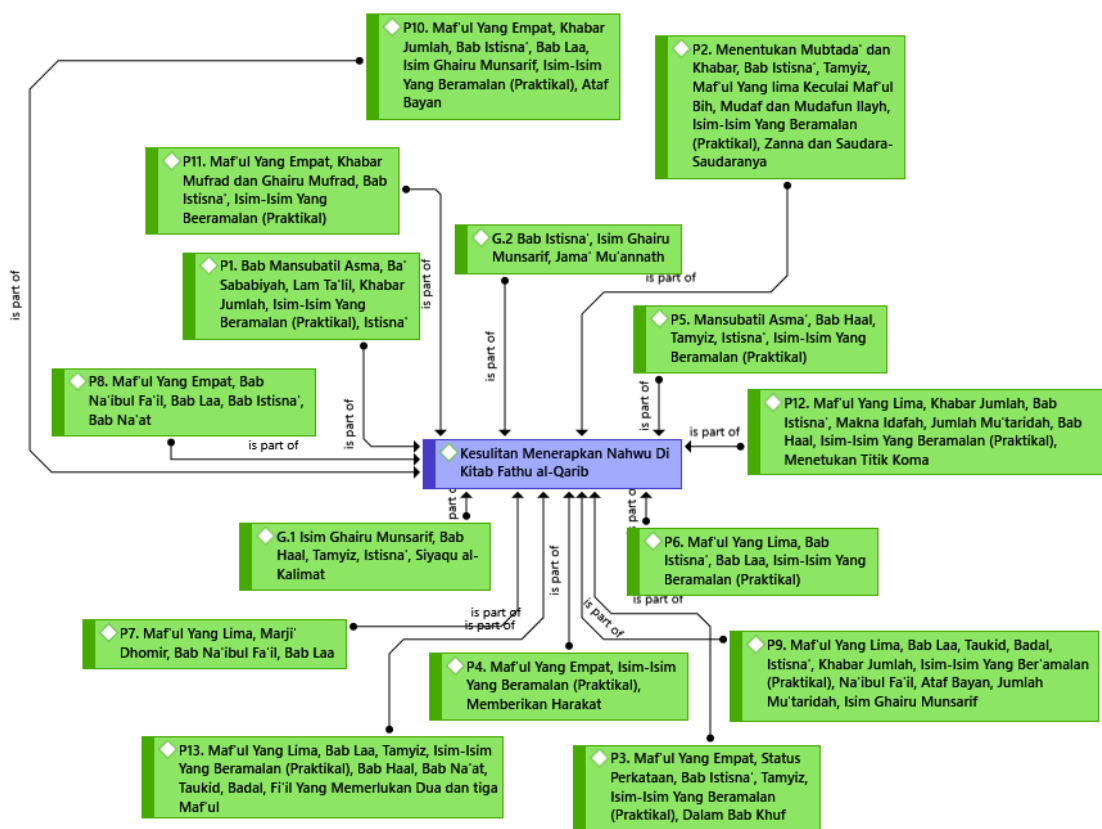 P10. Maf'ul Yang Empat, Khabar
Jumlah, Bab Istisna', Bab Laa,
Isim Ghairu Munsarif, Isim-Isim
Yang Beramalan (Praktikal), Ataf
Bayan
P2. Menentukan Mubtada' dan
Khabar, Bab Istisna', Tamyiz,
Maf'ul Yang lima Keculai Maf'ul
Bih, Mudaf dan Mudafun Ilayh,
Isim-Isim Yang Beramalan
(Praktikal), Zanna dan Saudara-
Saudaranya
P11. Maf'ul Yang Empat, Khabar
Mufrad dan Ghairu Mufrad, Bab
Istisna', Isim-Isim Yang
Beeramalan (Praktikal)
G.2 Bab Istisna', Isim Ghairu
Munsarif, Jama' Mu'annath
is part of
is part of
is part of
P1. Bab Mansubatil Asma, Ba'
Sababiyah, Lam Ta'lil, Khabar
Jumlah, Isim-Isim Yang
Beramalan (Praktikal), Istisna'
P5. Mansubatil Asma', Bab Haal,
Tamyiz, Istisna', Isim-Isim Yang
Beramalan (Praktikal)
is part of
P8. Maf'ul Yang Empat, Bab
Na'ibul Fa'il, Bab Laa, Bab Istisna',
Bab Na'at
is part of
is part of
P12. Maf'ul Yang Lima, Khabar Jumlah, Bab
Istisna', Makna Idafah, Jumlah Mu'taridah, Bab
Haal, Isim-Isim Yang Beramalan (Praktikal),
Menetukan Titik Koma
is part of
is part of
is part of
Kesulitan Menerapkan Nahwu Di
Kitab Fathu al-Qarib
part of
is part of
G.1 Isim Ghairu Munsarif, Bab
Haal, Tamyiz, Istisna', Siyaqu al-
Kalimat
P6. Maf'ul Yang Lima, Bab
Istisna', Bab Laa, Isim-Isim Yang
Beramalan (Praktikal)
is part of
is part of
is part of
is part of
is part of
P7. Maf'ul Yang Lima, Marji'
Dhomir, Bab Na'ibul Fa'il, Bab Laa
P4. Maf'ul Yang Empat, Isim-Isim
Yang Beramalan (Praktikal),
Memberikan Harakat
P9. Maf'ul Yang Lima, Bab Laa, Taukid, Badal,
Istisna', Khabar Jumlah, Isim-Isim Yang Ber'amalan
(Praktikal), Na'ibul Fa'il, Ataf Bayan, Jumlah
Mu'taridah, Isim Ghairu Munsarif
P13. Maf'ul Yang Lima, Bab Laa, Tamyiz, Isim-Isim
Yang Beramalan (Praktikal), Bab Haal, Bab Na'at,
Taukid, Badal, Fi'il Yang Memerlukan Dua dan tiga
Maf'ul
P3. Maf'ul Yang Empat, Status
Perkataan, Bab Istisna', Tamyiz,
Isim-Isim Yang Beramalan
(Praktikal), Dalam Bab Khuf